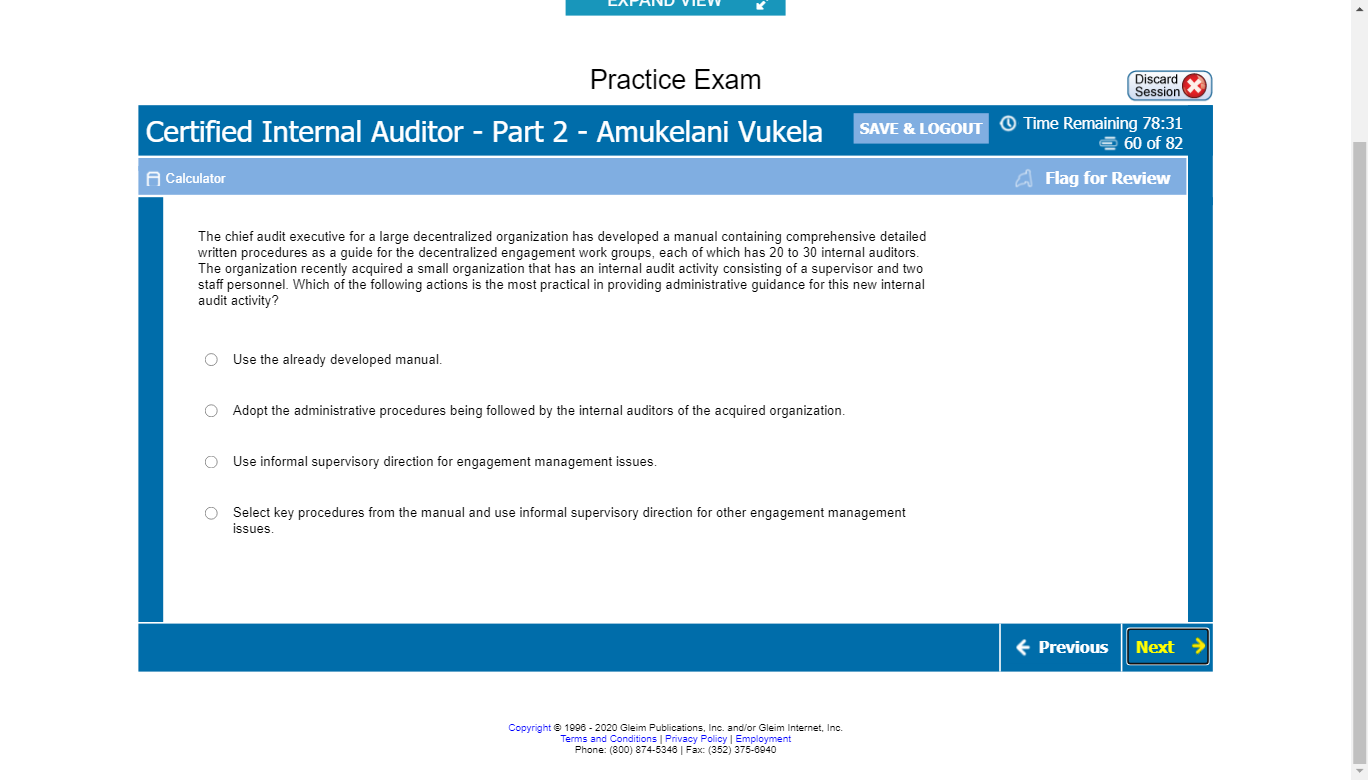 EXPAND VIEW
Practice Exam
Discard
Session
Certified Internal Auditor - Part 2 - Amukelani Vukela
SAVE & LOGOUT
Time Remaining 78:31
60 of 82
Calculator
Flag for Review
The chief audit executive for a large decentralized organization has developed a manual containing comprehensive detailed
written procedures as a guide for the decentralized engagement work groups, each of which has 20 to 30 internal auditors.
The organization recently acquired a small organization that has an internal audit activity consisting of a supervisor and two
staff personnel. Which of the following actions is the most practical in providing administrative guidance for this new internal
audit activity?
Use the already developed manual.
Adopt the administrative procedures being followed by the internal auditors of the acquired organization.
Use informal supervisory direction for engagement management issues.
Select key procedures from the manual and use informal supervisory direction for other engagement management
issues.
Previous
Next
Copyright © 1996 - 2020 Gleim Publications, Inc. and/or Gleim Internet, Inc.
Terms and Conditions | Privacy Policy | Employment
Phone: (800) 874-5346 | Fax: (352) 375-6940